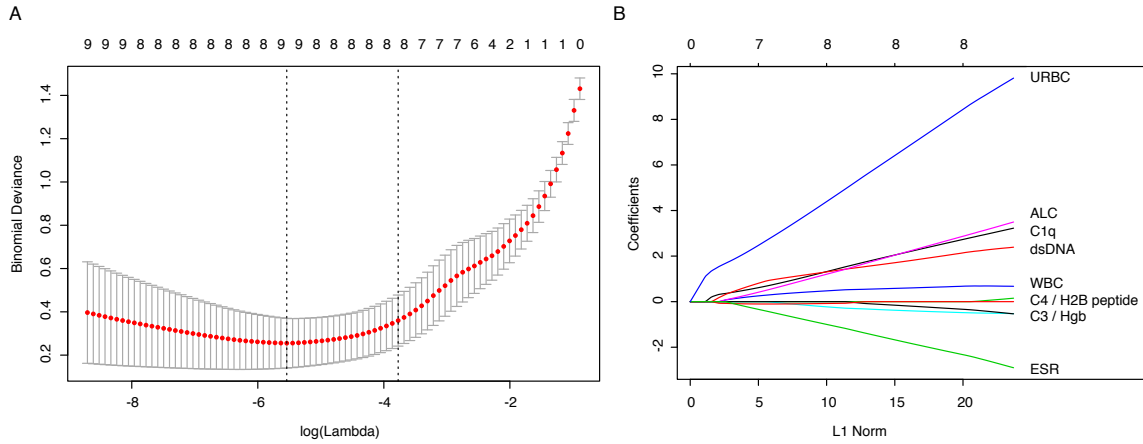 A
9 9 9 8 8 8 8 8 8 8 8 9 9 8 8 8 8 8 8 7 7 7 6 4 2 1 1 1 0
1.4
1.2
1.0
0.8
0.6
0.4
0.2
Binomial Deviance
-8 -6 -4 -2
log(Lambda)
B
0 7 8 8 8
10
8
6
4
2
0
-2
Coefficients
URBC
ALC
C1q
dsDNA
WBC
C4 / H2B peptide
C3 / Hgb
ESR
0 5 10 15 20
L1 Norm